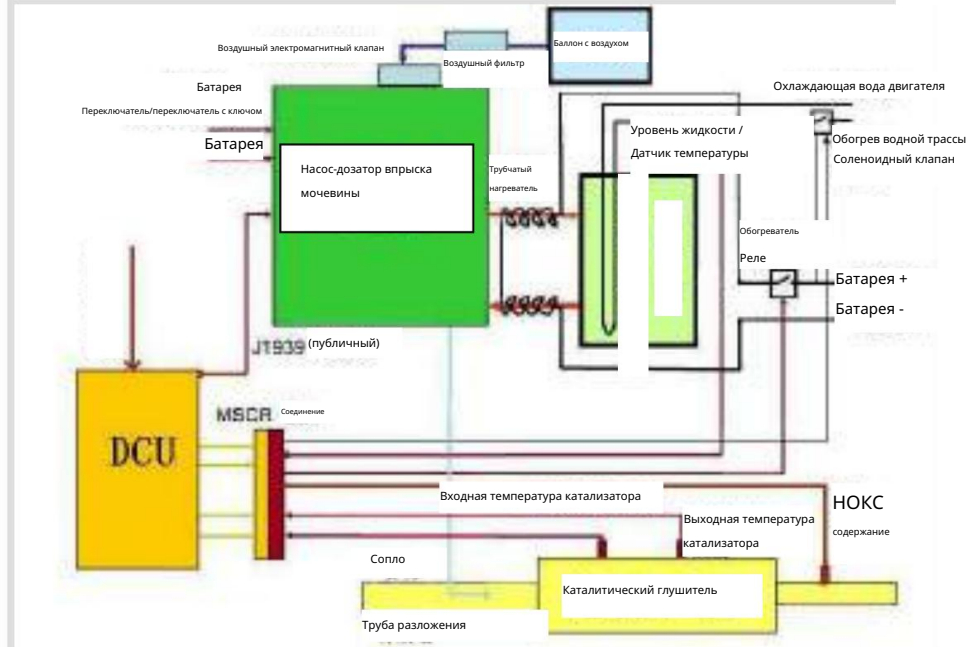 Воздушный электромагнитный клапан
Баллон с воздухом
Воздушный фильтр
Батарея
Переключатель/переключатель с ключом
Батарея
Насос-дозатор впрыска
мочевины
Трубчатый
нагреватель
Уровень жидкости /
Датчик температуры
Охлаждающая вода двигателя
Обогрев водной трассы
Соленоидный клапан
Обогреватель
Реле
Батарея +
Батарея -
J1939 (публичный)
MSCR Соединение
DCU
Входная температура катализатора
НОКС
содержание
Выходная температура
катализатора
Сопло
Каталитический глушитель
Труба разложения